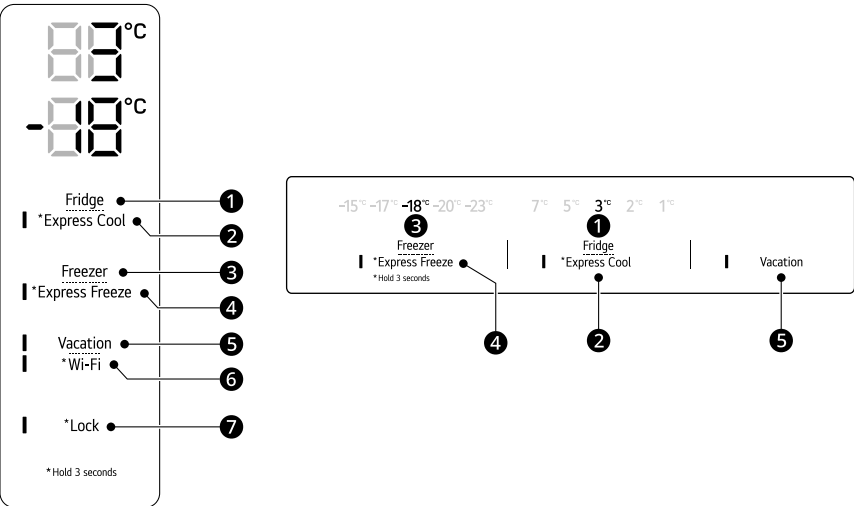 3 °C
-18 °C
Fridge
*Express Cool
Freezer
*Express Freeze
Vacation
*Wi-Fi
*Lock
*Hold 3 seconds
1
2
3
4
5
6
7
-15°C -17°C -18°C -20°C -23°C
7°C 5°C 3°C 2°C 1°C
3
1
Freezer
*Express Freeze
*Hold 3 seconds
Fridge
*Express Cool
Vacation
4
2
5